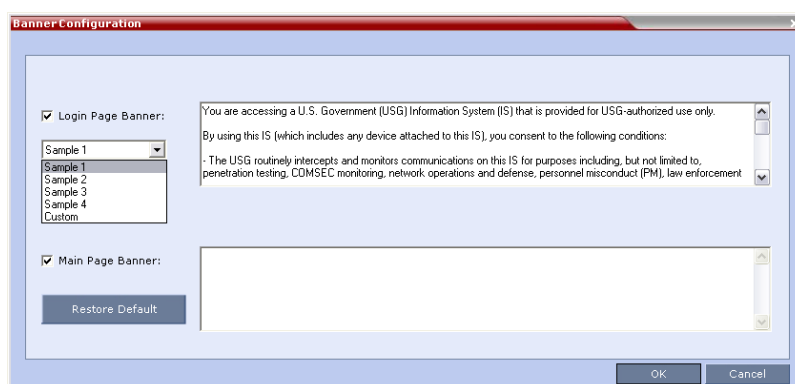 Banner Configuration
x
Login Page Banner:
You are accessing a U.S. Government (USG) Information System (IS) that is provided for USG-authorized use only.
By using this IS (which includes any device attached to this IS), you consent to the following conditions:
- The USG routinely intercepts and monitors communications on this IS for purposes including, but not limited to,
penetration testing, COMSEC monitoring, network operations and defense, personnel misconduct (PM), law enforcement
Sample 1
Sample 1
Sample 2
Sample 3
Sample 4
Custom
Main Page Banner:
Restore Default
OK
Cancel